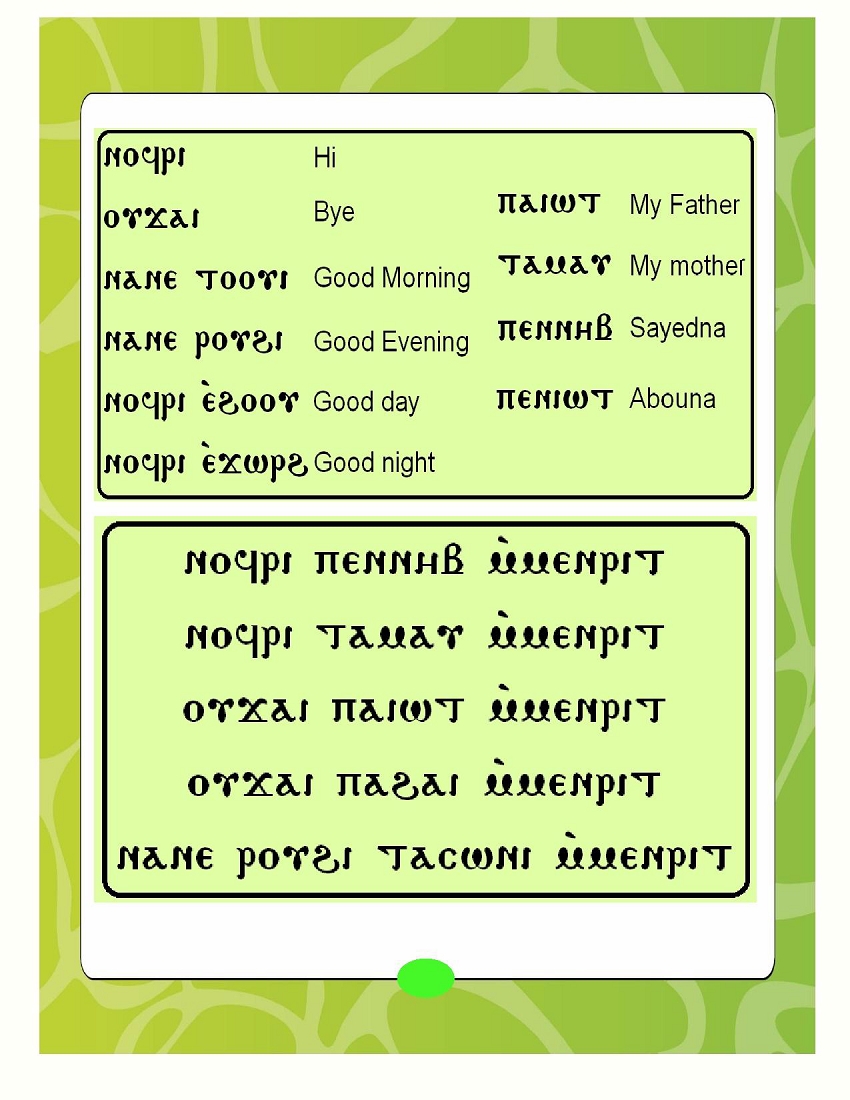 ⲛⲟϥⲣⲓ Hi
ⲟⲩϫⲁⲓ Bye
ⲛⲁⲛⲉ ⲧⲟⲟⲩⲓ Good Morning
ⲛⲁⲛⲉ ⲣⲟⲩϩⲓ Good Evening
ⲛⲟϥⲣⲓ ⲉ̀ϩⲟⲟⲩ Good day
ⲛⲟϥⲣⲓ ⲉ̀ϫⲱⲣϩ Good night
ⲡⲁⲓⲱⲧ My Father
ⲧⲁⲙⲁⲩ My mother
ⲡⲉⲛⲛⲏⲃ Sayedna
ⲡⲉⲛⲓⲱⲧ Abouna
ⲛⲟϥⲣⲓ ⲡⲉⲛⲛⲏⲃ ⲙ̀ⲙⲉⲛⲣⲓⲧ
ⲛⲟϥⲣⲓ ⲧⲁⲙⲁⲩ ⲙ̀ⲙⲉⲛⲣⲓⲧ
ⲟⲩϫⲁⲓ ⲡⲁⲓⲱⲧ ⲙ̀ⲙⲉⲛⲣⲓⲧ
ⲟⲩϫⲁⲓ ⲡⲁϩⲁⲓ ⲙ̀ⲙⲉⲛⲣⲓⲧ
ⲛⲁⲛⲉ ⲣⲟⲩϩⲓ ⲧⲁⲥⲱⲛⲓ ⲙ̀ⲙⲉⲛⲣⲓⲧ